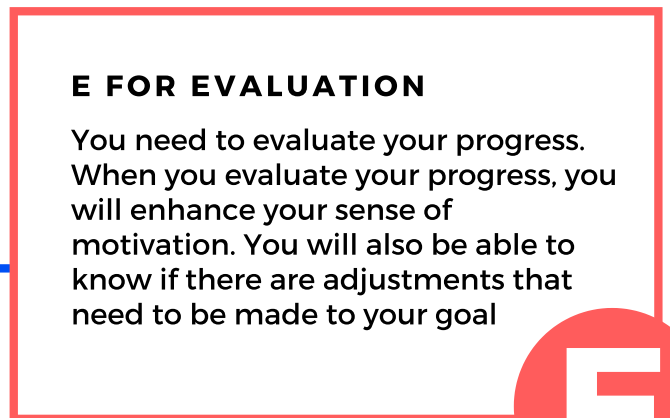 E FOR EVALUATION
You need to evaluate your progress.
When you evaluate your progress, you
will enhance your sense of
motivation. You will also be able to
know if there are adjustments that
need to be made to your goal
E